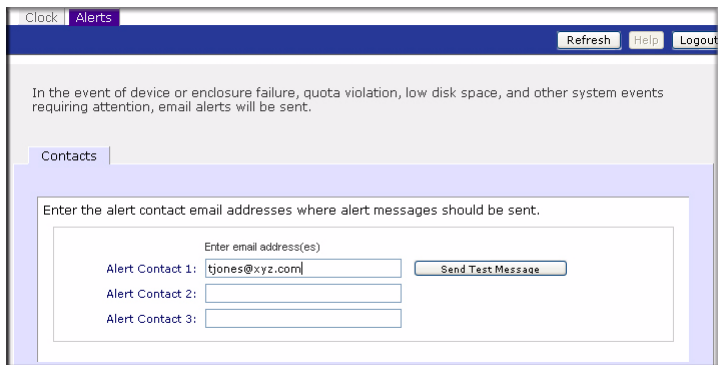 Clock Alerts
Refresh Help Logout
In the event of device or enclosure failure, quota violation, low disk space, and other system events
requiring attention, email alerts will be sent.
Contacts
Enter the alert contact email addresses where alert messages should be sent.
Enter email address(es)
Alert Contact 1: tjones@xyz.com Send Test Message
Alert Contact 2:
Alert Contact 3: